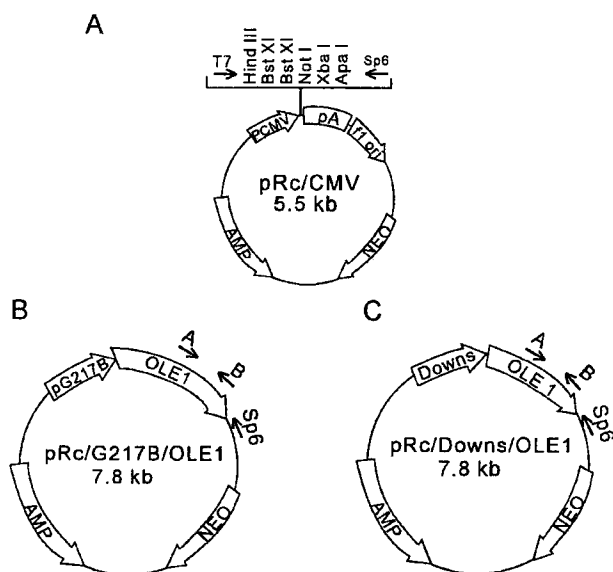 A
T7
Hind III
Bst XI
Bst XI
Not I
Xba I
Apa I
Sp6
PCMV
pA
f1 ori
pRc/CMV
5.5 kb
AMP
NEO
B
pG217B
OLE1
A
B
Sp6
pRc/G217B/OLE1
7.8 kb
AMP
NEO
C
Downs
OLE 1
A
B
Sp6
pRc/Downs/OLE1
7.8 kb
AMP
NEO